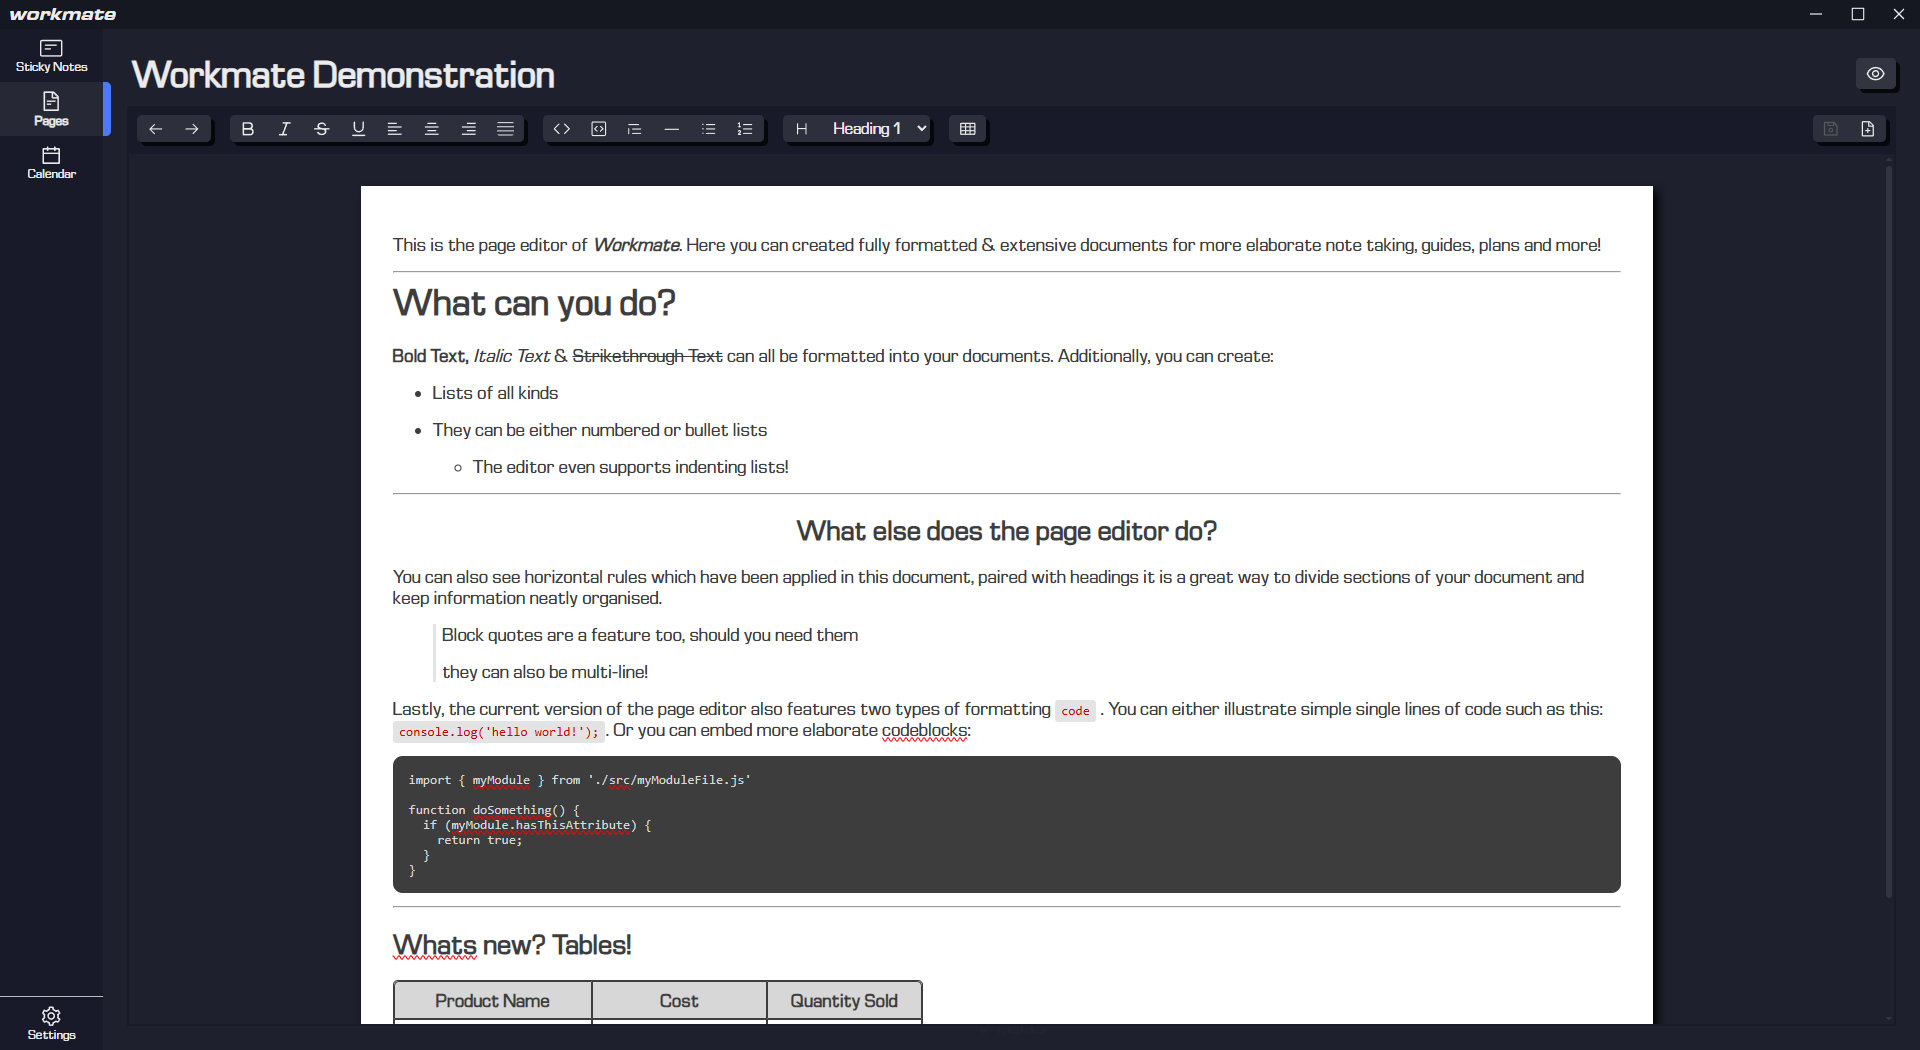 workmate
Sticky Notes
Pages
Calendar
Settings
Workmate Demonstration
B I S U
H Heading 1
This is the page editor of Workmate. Here you can created fully formatted & extensive documents for more elaborate note taking, guides, plans and more!
What can you do?
Bold Text, Italic Text & Strikethrough Text can all be formatted into your documents. Additionally, you can create:
• Lists of all kinds
• They can be either numbered or bullet lists
◦ The editor even supports indenting lists!
What else does the page editor do?
You can also see horizontal rules which have been applied in this document, paired with headings it is a great way to divide sections of your document and
keep information neatly organised.
Block quotes are a feature too, should you need them
they can also be multi-line!
Lastly, the current version of the page editor also features two types of formatting code . You can either illustrate simple single lines of code such as this:
console.log('hello world!'); . Or you can embed more elaborate codeblocks:
import { myModule } from './src/myModuleFile.js'
function doSomething() {
  if (myModule.hasThisAttribute) {
    return true;
  }
}
Whats new? Tables!
Product Name Cost Quantity Sold